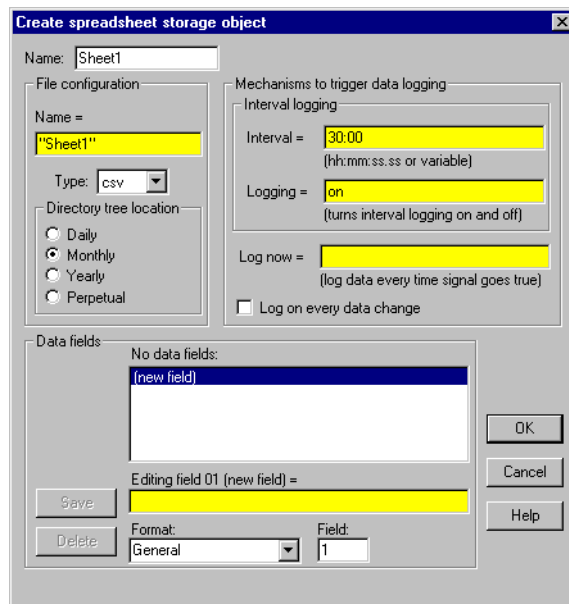 Create spreadsheet storage object
Name: Sheet1
File configuration
Name =
"Sheet1"
Type: csv
Directory tree location
Daily
Monthly
Yearly
Perpetual
Mechanisms to trigger data logging
Interval logging
Interval = 30:00
(hh:mm:ss.ss or variable)
Logging = on
(turns interval logging on and off)
Log now =
(log data every time signal goes true)
Log on every data change
Data fields
No data fields:
(new field)
Editing field 01 (new field) =
Save
Delete
Format:
General
Field:
1
OK
Cancel
Help